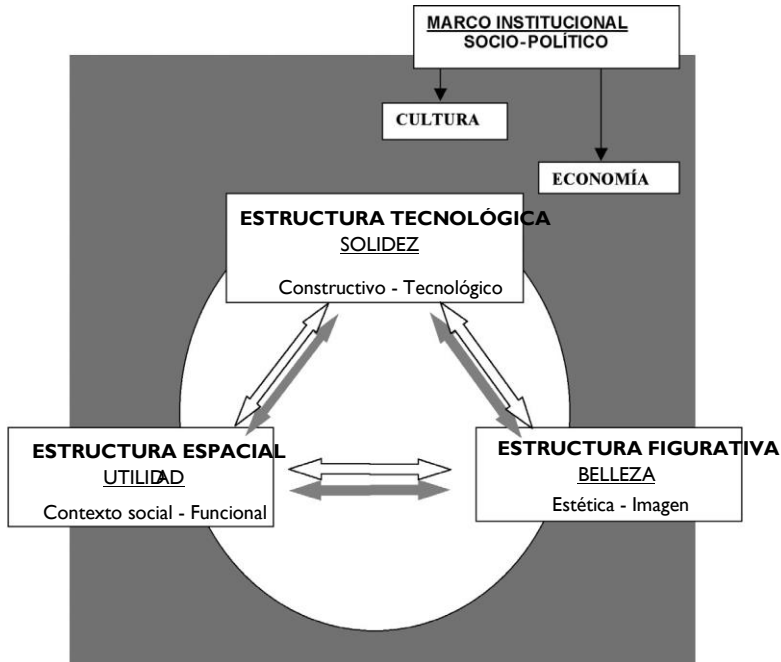 MARCO INSTITUCIONAL
SOCIO-POLÍTICO
CULTURA
ECONOMÍA
ESTRUCTURA TECNOLÓGICA
SOLIDEZ
Constructivo - Tecnológico
ESTRUCTURA ESPACIAL
UTILIDAD
Contexto social - Funcional
ESTRUCTURA FIGURATIVA
BELLEZA
Estética - Imagen